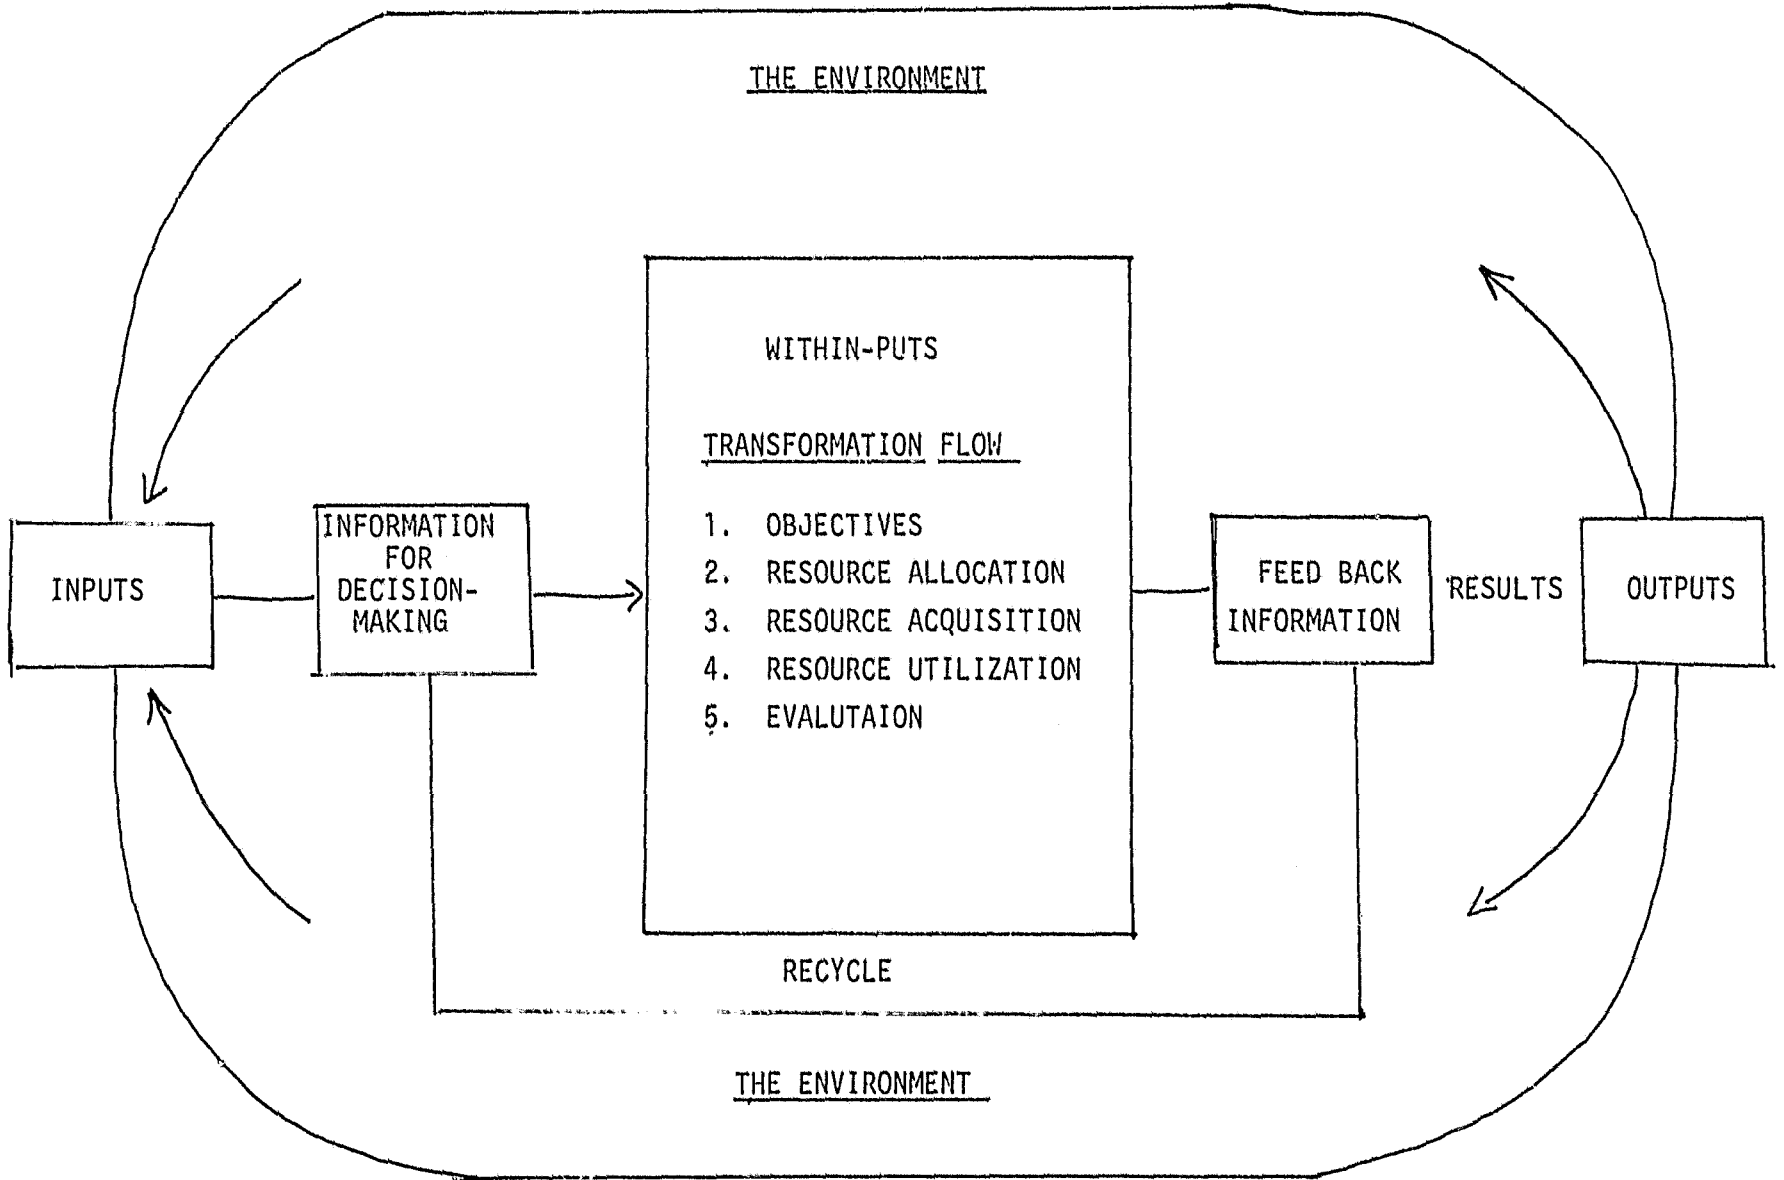 THE ENVIRONMENT
WITHIN-PUTS
TRANSFORMATION FLOW
1. OBJECTIVES
2. RESOURCE ALLOCATION
3. RESOURCE ACQUISITION
4. RESOURCE UTILIZATION
5. EVALUTAION
INPUTS
INFORMATION
FOR
DECISION-
MAKING
FEED BACK
INFORMATION
RESULTS
OUTPUTS
RECYCLE
THE ENVIRONMENT